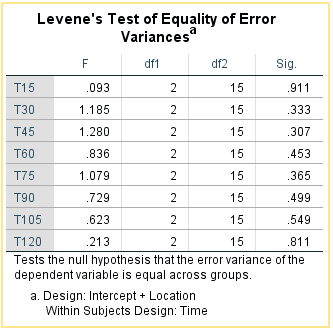 Levene's Test of Equality of Error
Variancesa
F df1 df2 Sig.
T15 .093 2 15 .911
T30 1.185 2 15 .333
T45 1.280 2 15 .307
T60 .836 2 15 .453
T75 1.079 2 15 .365
T90 .729 2 15 .499
T105 .623 2 15 .549
T120 .213 2 15 .811
Tests the null hypothesis that the error variance of the
dependent variable is equal across groups.
a. Design: Intercept + Location
Within Subjects Design: Time